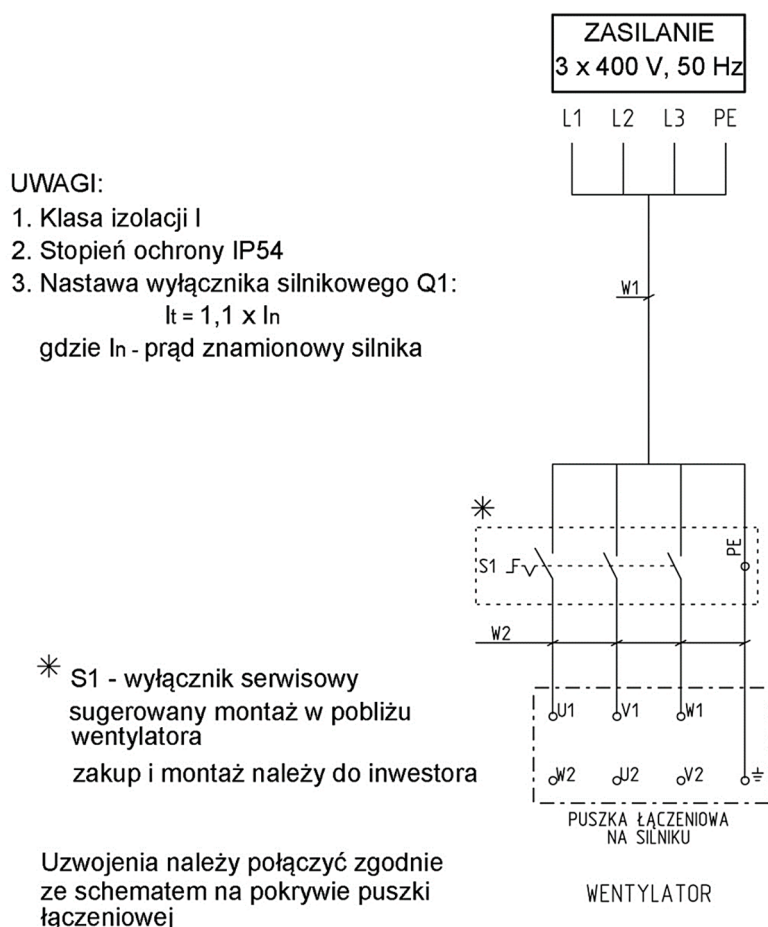 ZASILANIE
3 x 400 V, 50 Hz
L1 L2 L3 PE
UWAGI:
1. Klasa izolacji I
2. Stopień ochrony IP54
3. Nastawa wyłącznika silnikowego Q1:
It = 1,1 x In
gdzie In - prąd znamionowy silnika
W1
PE
S1
W2
* S1 - wyłącznik serwisowy
sugerowany montaż w pobliżu
wentylatora
zakup i montaż należy do inwestora
U1 V1 W1
W2 U2 V2
PUSZKA ŁĄCZENIOWA
NA SILNIKU
Uzwojenia należy połączyć zgodnie
ze schematem na pokrywie puszki
łączeniowej
WENTYLATOR